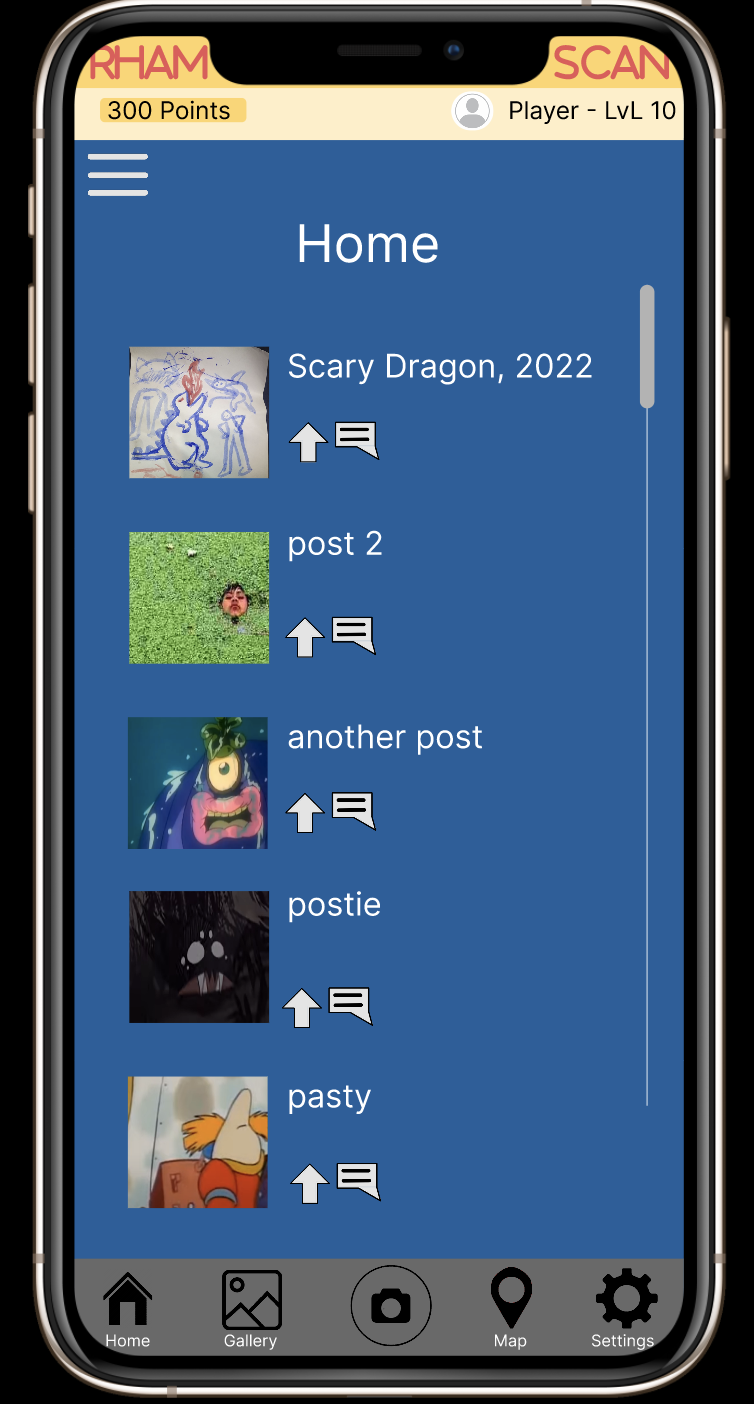 RHAM SCAN
300 Points Player - LvL 10
Home
Scary Dragon, 2022
post 2
another post
postie
pasty
Home Gallery Map Settings